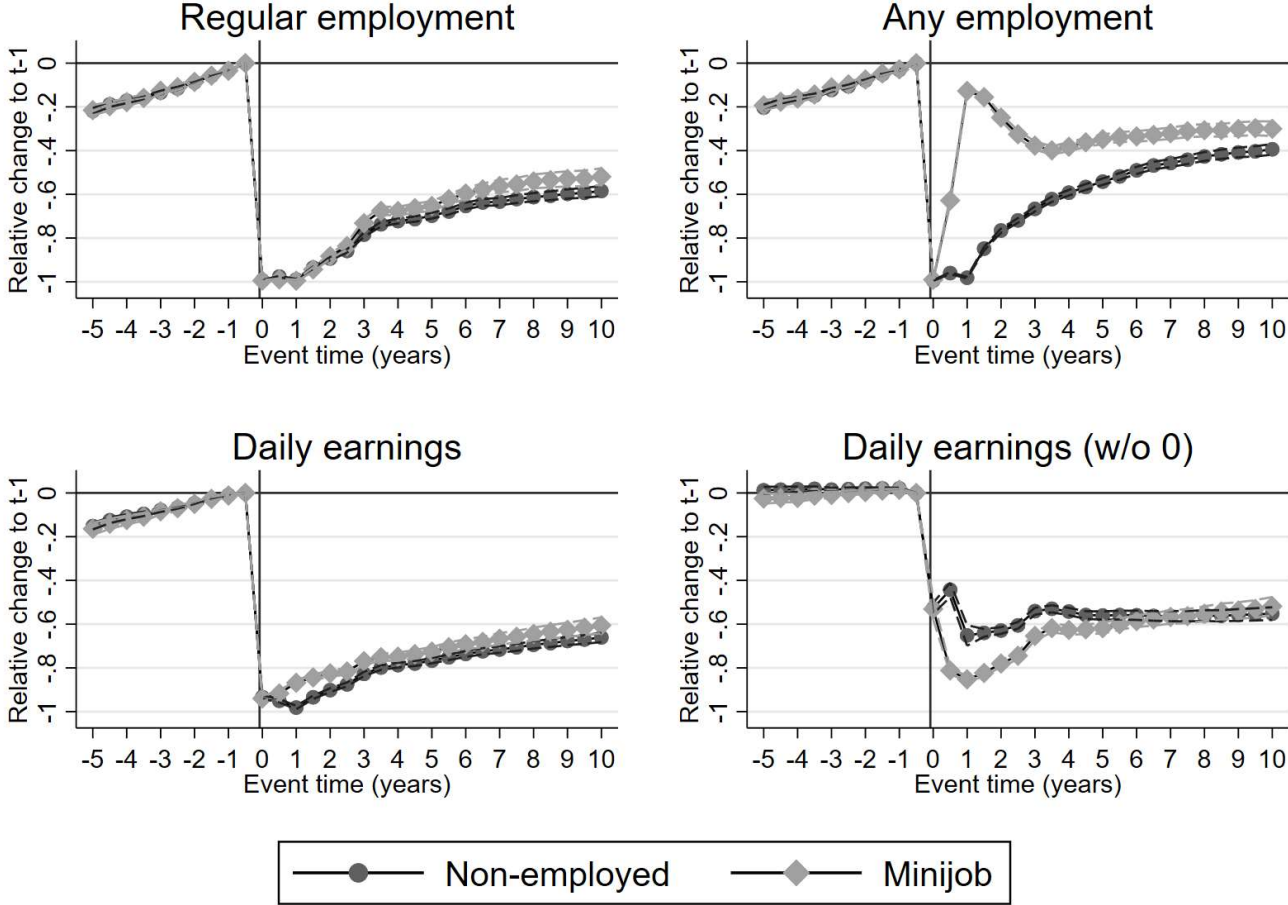 Regular employment
Relative change to t-1
0
-.2
-.4
-.6
-.8
-1
-5 -4 -3 -2 -1 0 1 2 3 4 5 6 7 8 9 10
Event time (years)
Any employment
Relative change to t-1
0
-.2
-.4
-.6
-.8
-1
-5 -4 -3 -2 -1 0 1 2 3 4 5 6 7 8 9 10
Event time (years)
Daily earnings
Relative change to t-1
0
-.2
-.4
-.6
-.8
-1
-5 -4 -3 -2 -1 0 1 2 3 4 5 6 7 8 9 10
Event time (years)
Daily earnings (w/o 0)
Relative change to t-1
0
-.2
-.4
-.6
-.8
-1
-5 -4 -3 -2 -1 0 1 2 3 4 5 6 7 8 9 10
Event time (years)
Non-employed Minijob